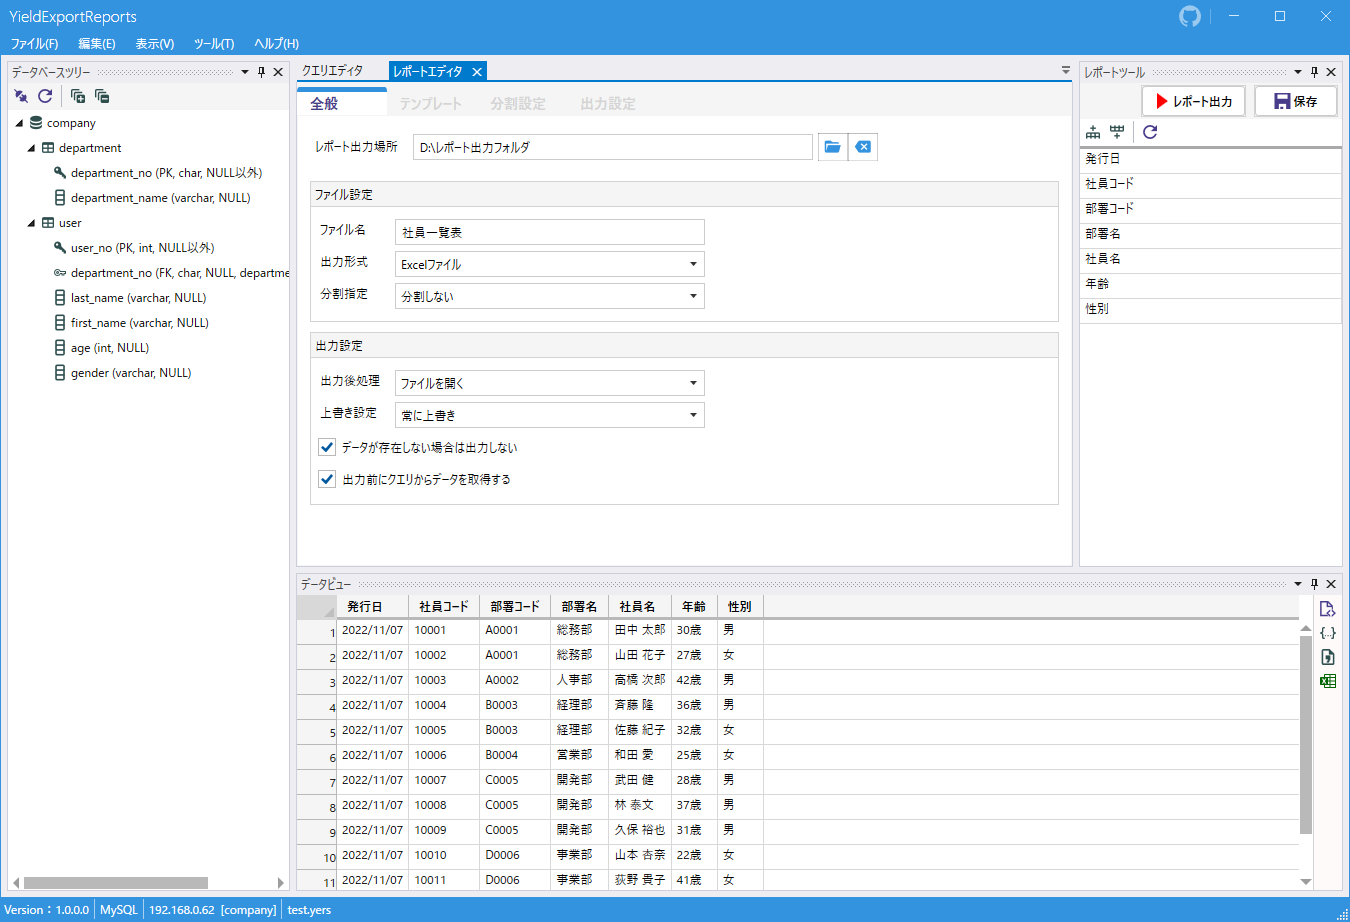 YieldExportReports
ファイル(F) 編集(E) 表示(V) ツール(T) ヘルプ(H)
データベースツリー
company
department
department_no (PK, char, NULL以外)
department_name (varchar, NULL)
user
user_no (PK, int, NULL以外)
department_no (FK, char, NULL, departme
last_name (varchar, NULL)
first_name (varchar, NULL)
age (int, NULL)
gender (varchar, NULL)
クエリエディタ レポートエディタ
全般 テンプレート 分割設定 出力設定
レポート出力場所 D:\レポート出力フォルダ
ファイル設定
ファイル名 社員一覧表
出力形式 Excelファイル
分割指定 分割しない
出力設定
出力後処理 ファイルを開く
上書き設定 常に上書き
データが存在しない場合は出力しない
出力前にクエリからデータを取得する
レポートツール
レポート出力 保存
発行日
社員コード
部署コード
部署名
社員名
年齢
性別
データビュー
発行日 社員コード 部署コード 部署名 社員名 年齢 性別
1 2022/11/07 10001 A0001 総務部 田中 太郎 30歳 男
2 2022/11/07 10002 A0001 総務部 山田 花子 27歳 女
3 2022/11/07 10003 A0002 人事部 高橋 次郎 42歳 男
4 2022/11/07 10004 B0003 経理部 斉藤 隆 36歳 男
5 2022/11/07 10005 B0003 経理部 佐藤 紀子 32歳 女
6 2022/11/07 10006 B0004 営業部 和田 愛 25歳 女
7 2022/11/07 10007 C0005 開発部 武田 健 28歳 男
8 2022/11/07 10008 C0005 開発部 林 泰文 37歳 男
9 2022/11/07 10009 C0005 開発部 久保 裕也 31歳 男
10 2022/11/07 10010 D0006 事業部 山本 杏奈 22歳 女
11 2022/11/07 10011 D0006 事業部 荻野 貴子 41歳 女
Version：1.0.0.0 MySQL 192.168.0.62 [company] test.yers